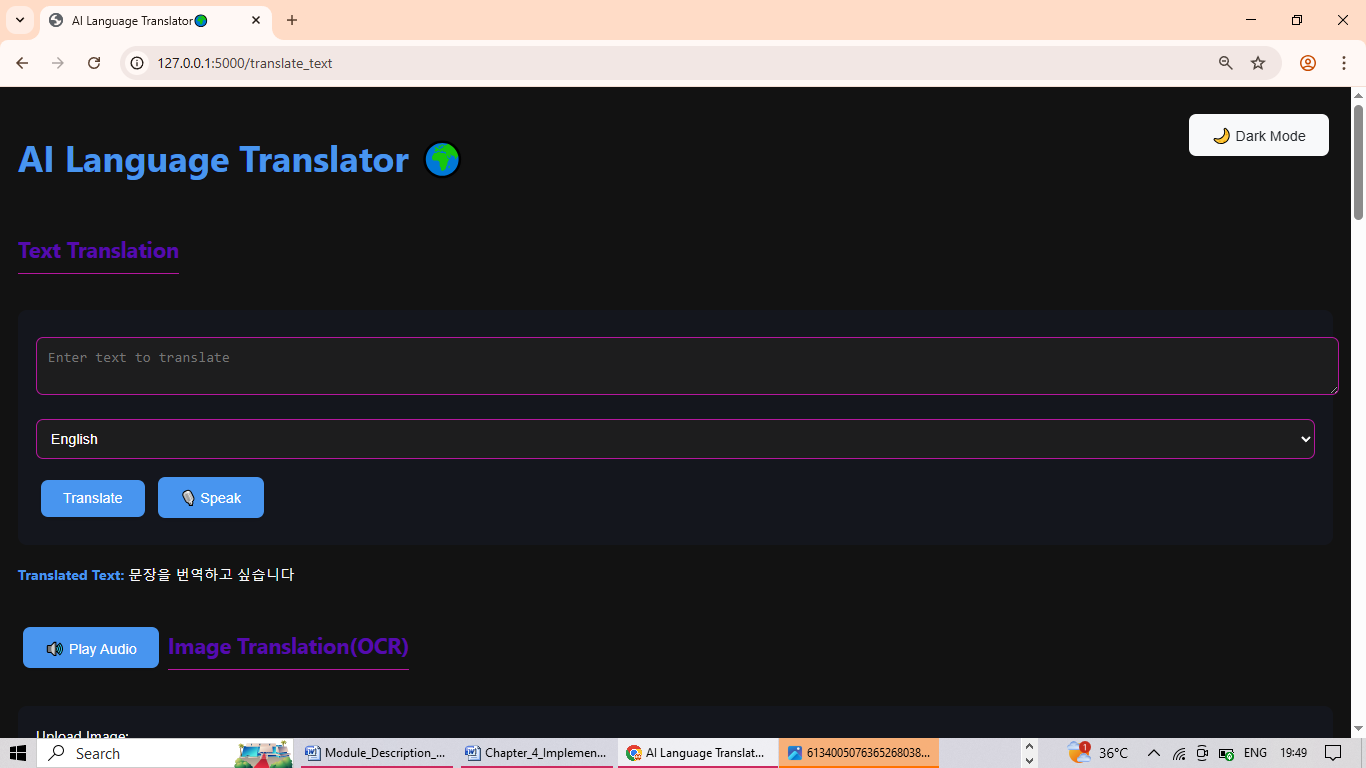 AI Language Translator🌍
127.0.0.1:5000/translate_text
🌙 Dark Mode
AI Language Translator 🌍
Text Translation
Enter text to translate
English
Translate
🎙 Speak
Translated Text: 문장을 번역하고 싶습니다
🔊 Play Audio
Image Translation(OCR)
Upload Image:
Search
Module_Description_...
Chapter_4_Implemen...
AI Language Translat...
6134005076365268038...
1
36°C
ENG
19:49